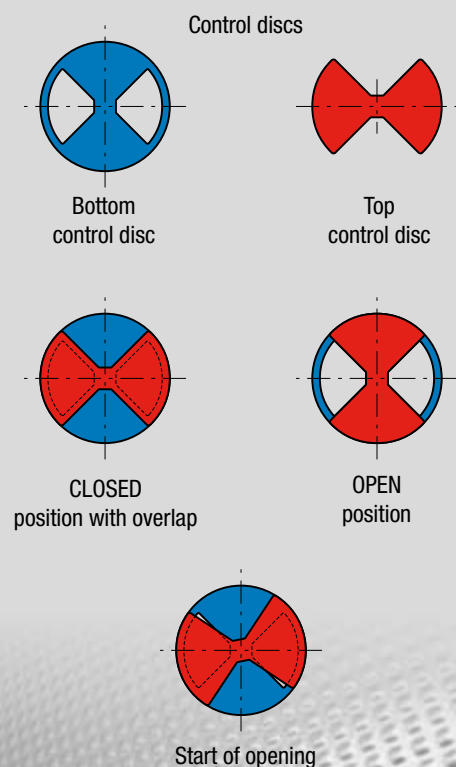 Control discs
Bottom
control disc
Top
control disc
CLOSED
position with overlap
OPEN
position
Start of opening